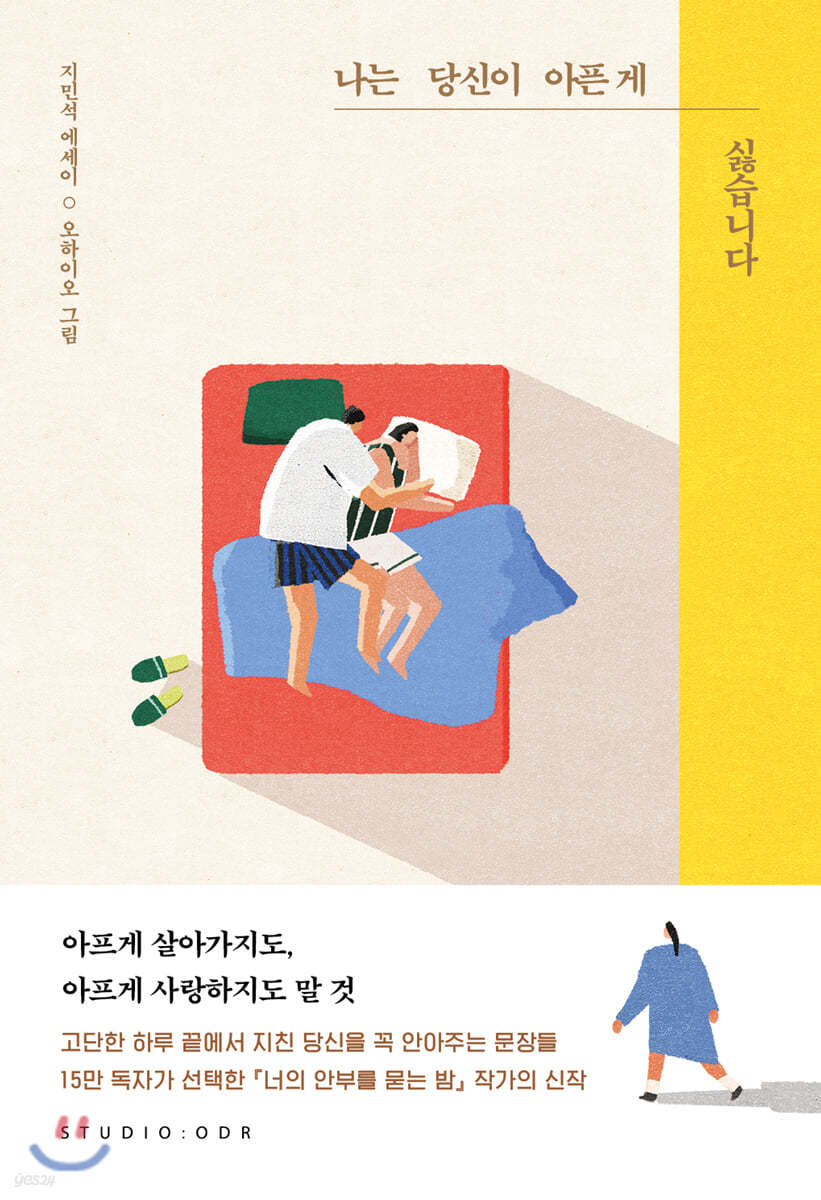 나는 당신이 아픈 게
싫습니다
지민석 에세이 ○ 오하이오 그림
아프게 살아가지도,
아프게 사랑하지도 말 것
고단한 하루 끝에서 지친 당신을 꼭 안아주는 문장들
15만 독자가 선택한 『너의 안부를 묻는 밤』 작가의 신작
STUDIO:ODR
yes24